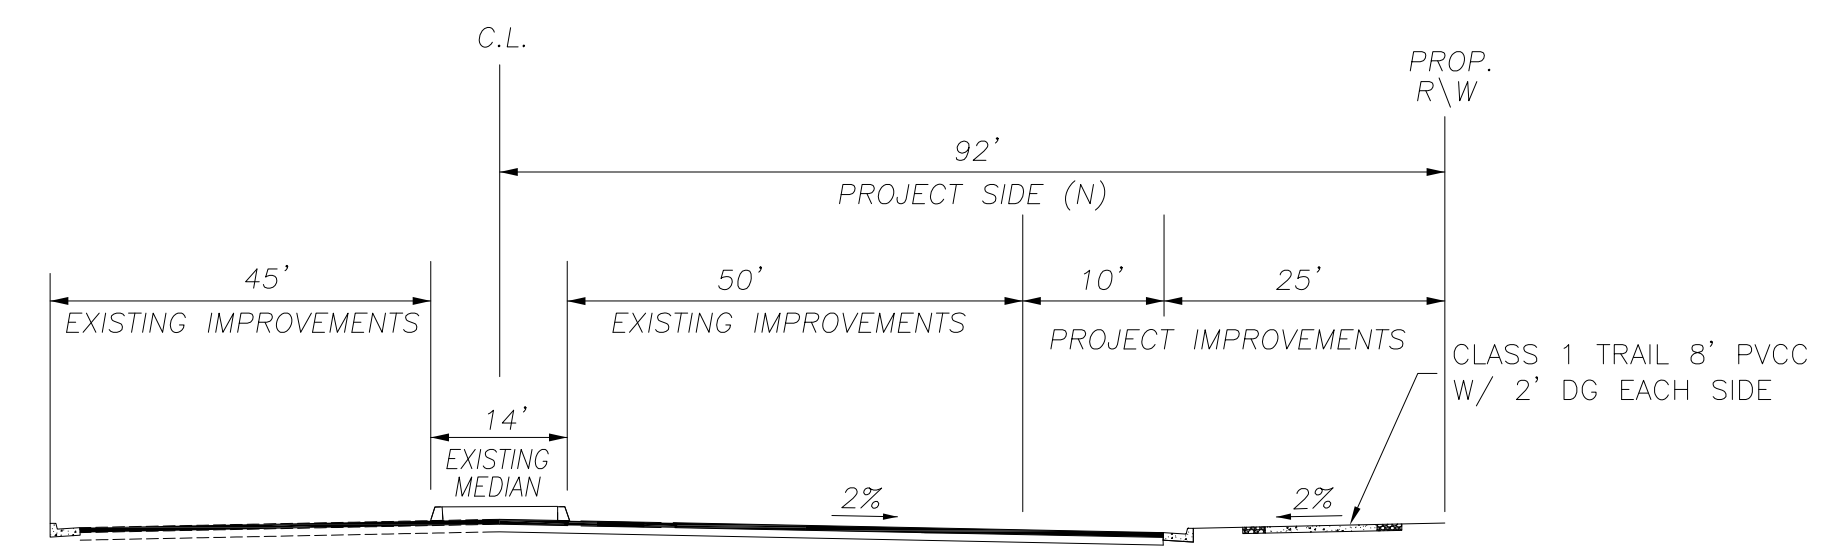 C.L.
PROP.
R\W
92'
PROJECT SIDE (N)
45'
50'
10'
25'
EXISTING IMPROVEMENTS
EXISTING IMPROVEMENTS
PROJECT IMPROVEMENTS
CLASS 1 TRAIL 8' PVCC
W/ 2' DG EACH SIDE
14'
EXISTING
MEDIAN
2%
2%